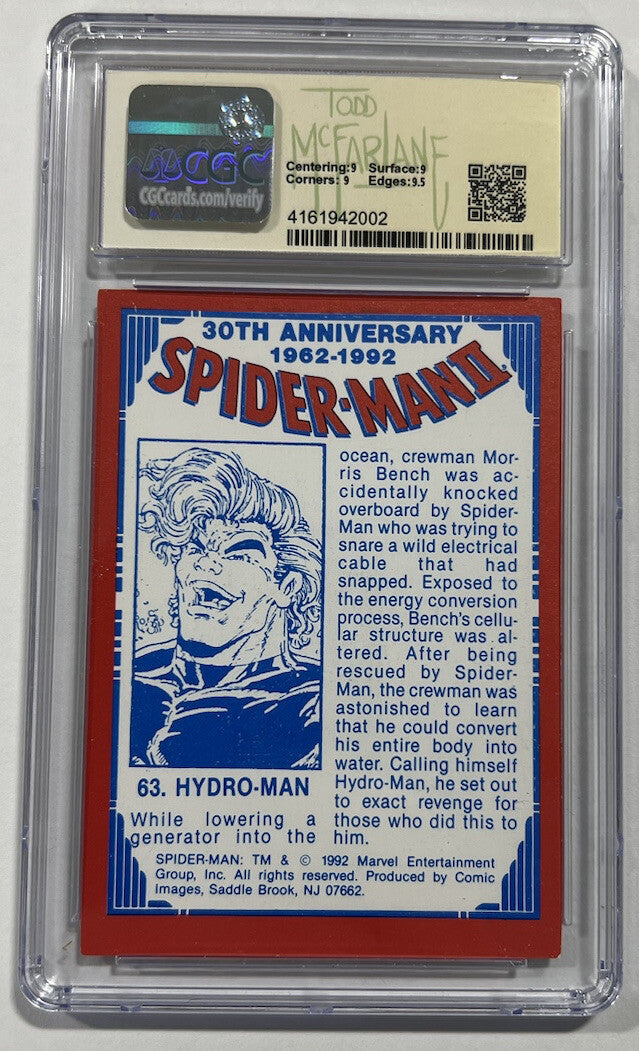 TODD
McFARLANE
CGC
CGCcards.com/verify
Centering:9 Surface:9
Corners: 9 Edges:9.5
4161942002
30TH ANNIVERSARY
1962-1992
SPIDER-MAN II
63. HYDRO-MAN
While lowering a
generator into the
ocean, crewman Mor-
ris Bench was ac-
cidentally knocked
overboard by Spider-
Man who was trying to
snare a wild electrical
cable that had
snapped. Exposed to
the energy conversion
process, Bench's cellu-
lar structure was al-
tered. After being
rescued by Spider-
Man, the crewman was
astonished to learn
that he could convert
his entire body into
water. Calling himself
Hydro-Man, he set out
to exact revenge for
those who did this to
him.
SPIDER-MAN: TM & © 1992 Marvel Entertainment
Group, Inc. All rights reserved. Produced by Comic
Images, Saddle Brook, NJ 07662.